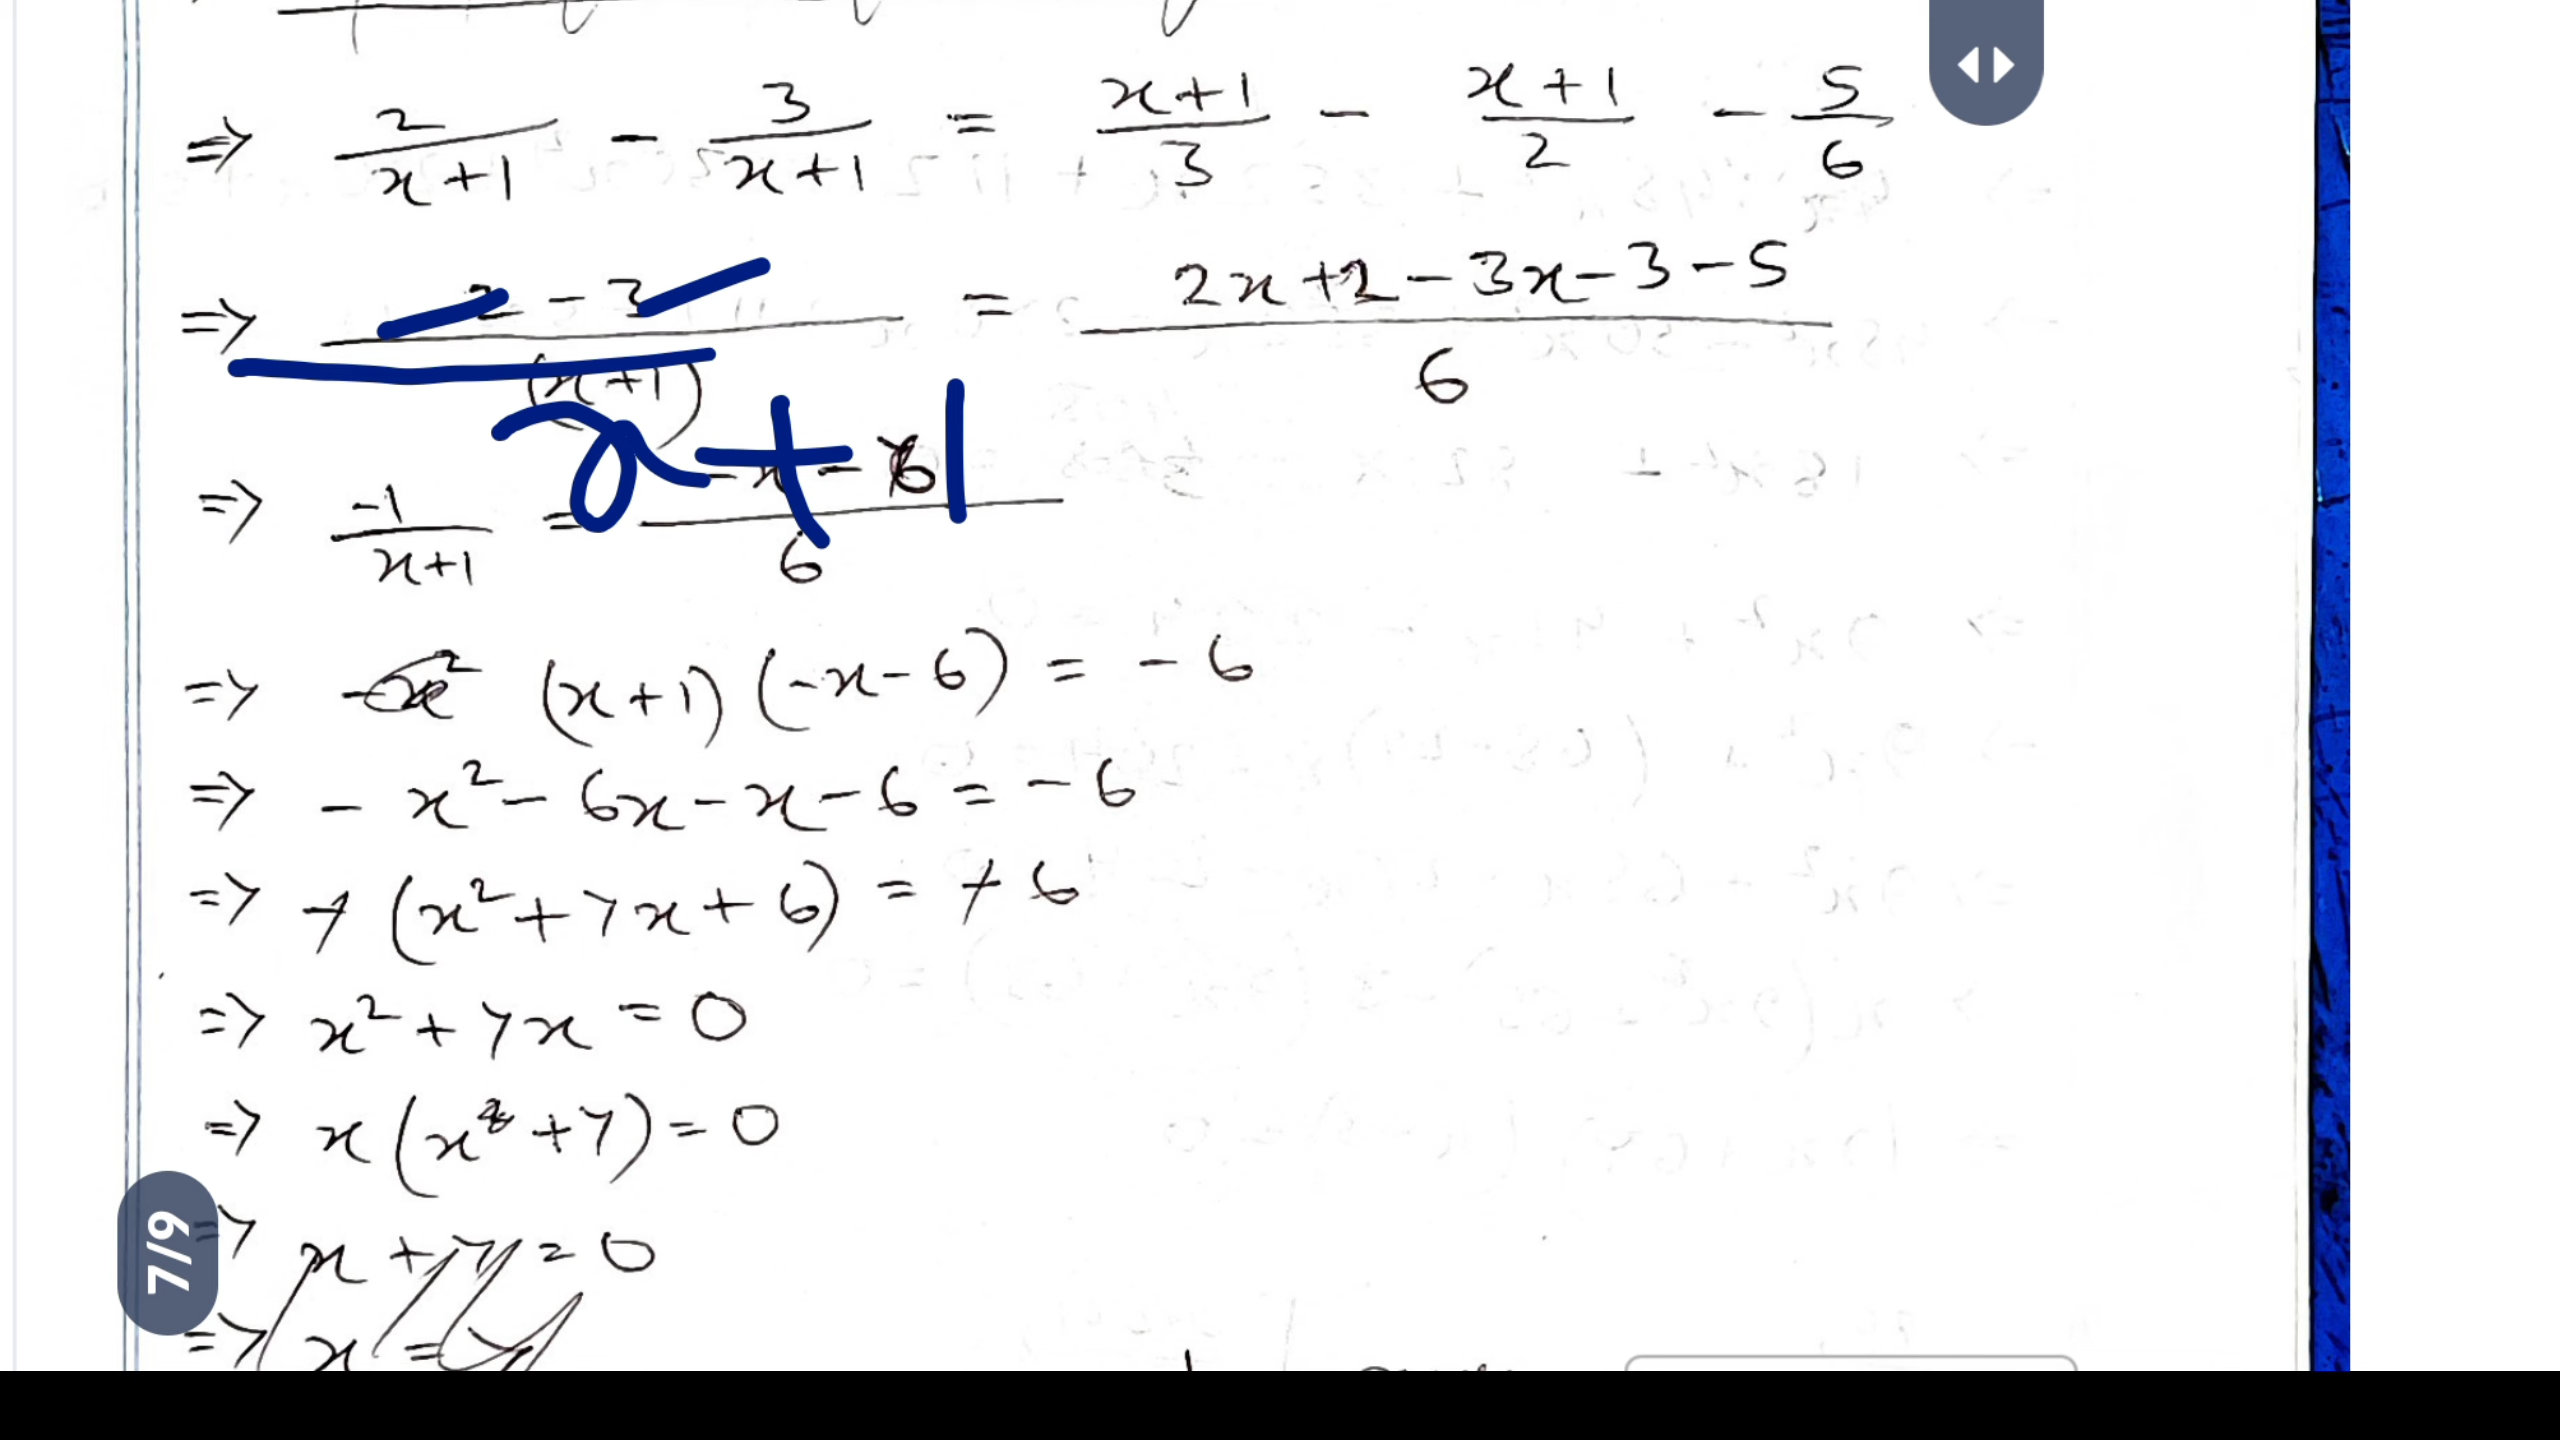 => 2/(x+1) - 3/(x+1) = (x+1)/3 - (x+1)/2 - 5/6
=> (2 - 3)/(x+1) = (2x+2-3x-3-5)/6
x+1
=> -1/(x+1) = (-x-6)/6
=> (x+1) (-x-6) = -6
=> - x² - 6x - x - 6 = -6
=> - (x² + 7x + 6) = - 6
=> x² + 7x = 0
=> x (x + 7) = 0
=> x + 7 = 0
=> x =
7/9